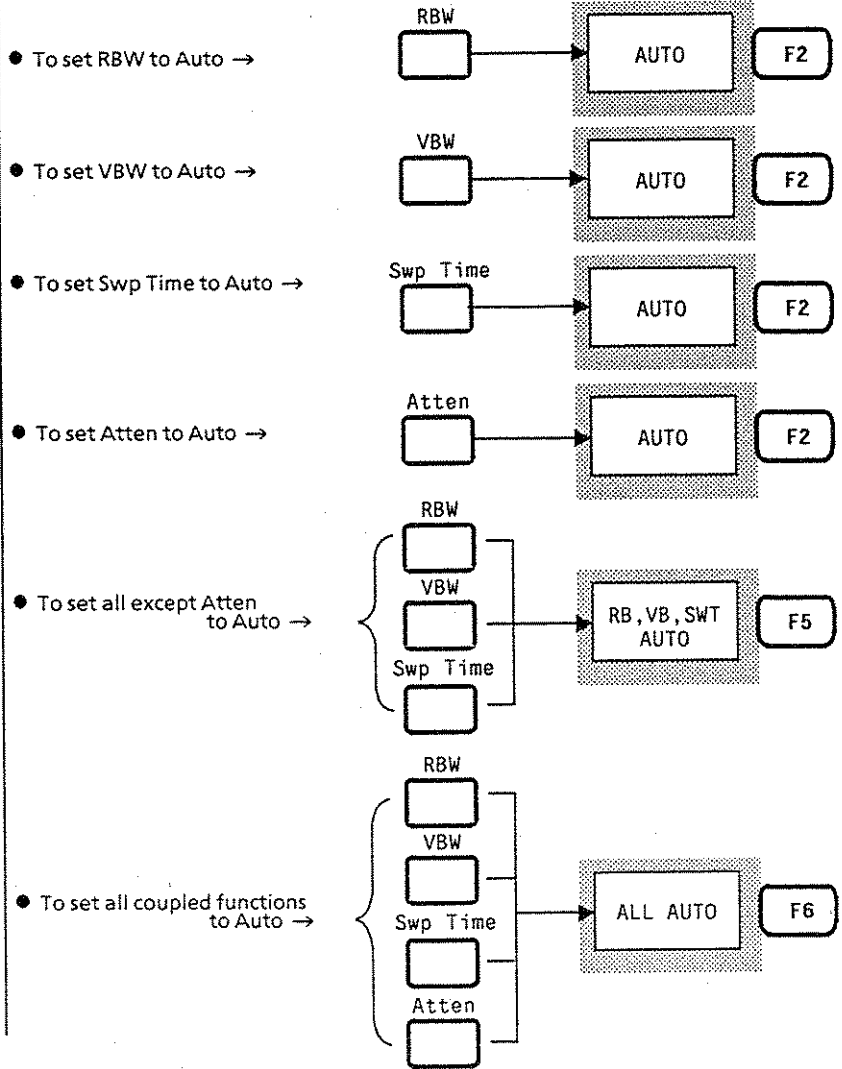 RBW
● To set RBW to Auto → AUTO F2
VBW
● To set VBW to Auto → AUTO F2
Swp Time
● To set Swp Time to Auto → AUTO F2
Atten
● To set Atten to Auto → AUTO F2
RBW
● To set all except Atten
to Auto →
VBW
Swp Time
RB,VB,SWT
AUTO
F5
RBW
VBW
● To set all coupled functions
to Auto →
Swp Time
Atten
ALL AUTO
F6